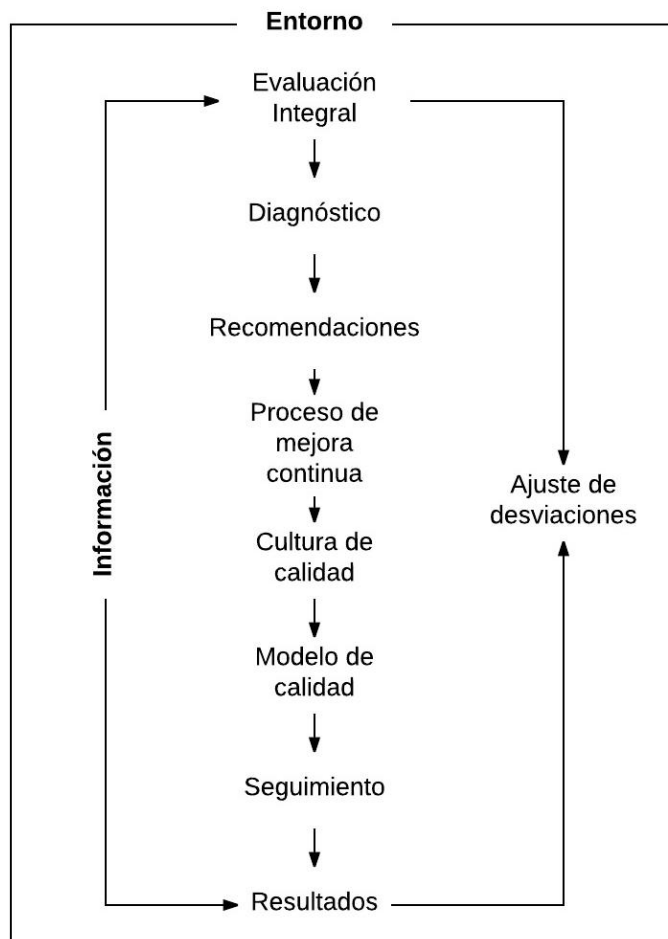 Entorno
Evaluación
Integral
Diagnóstico
Recomendaciones
Proceso de
mejora
continua
Información
Ajuste de
desviaciones
Cultura de
calidad
Modelo de
calidad
Seguimiento
Resultados